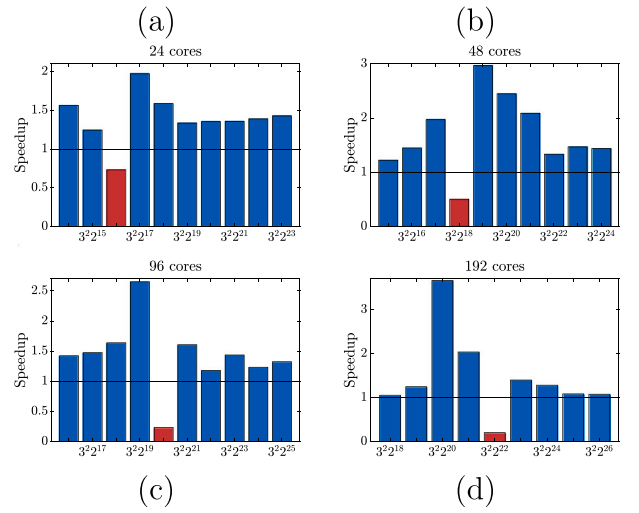 (a) (b)
24 cores
48 cores
Speedup
2
1.5
1
0.5
0
3²2¹⁵ 3²2¹⁷ 3²2¹⁹ 3²2²¹ 3²2²³
Speedup
3
2
1
0
3²2¹⁶ 3²2¹⁸ 3²2²⁰ 3²2²² 3²2²⁴
96 cores
192 cores
Speedup
2.5
2
1.5
1
0.5
0
3²2¹⁷ 3²2¹⁹ 3²2²¹ 3²2²³ 3²2²⁵
Speedup
3
2
1
0
3²2¹⁸ 3²2²⁰ 3²2²² 3²2²⁴ 3²2²⁶
(c) (d)